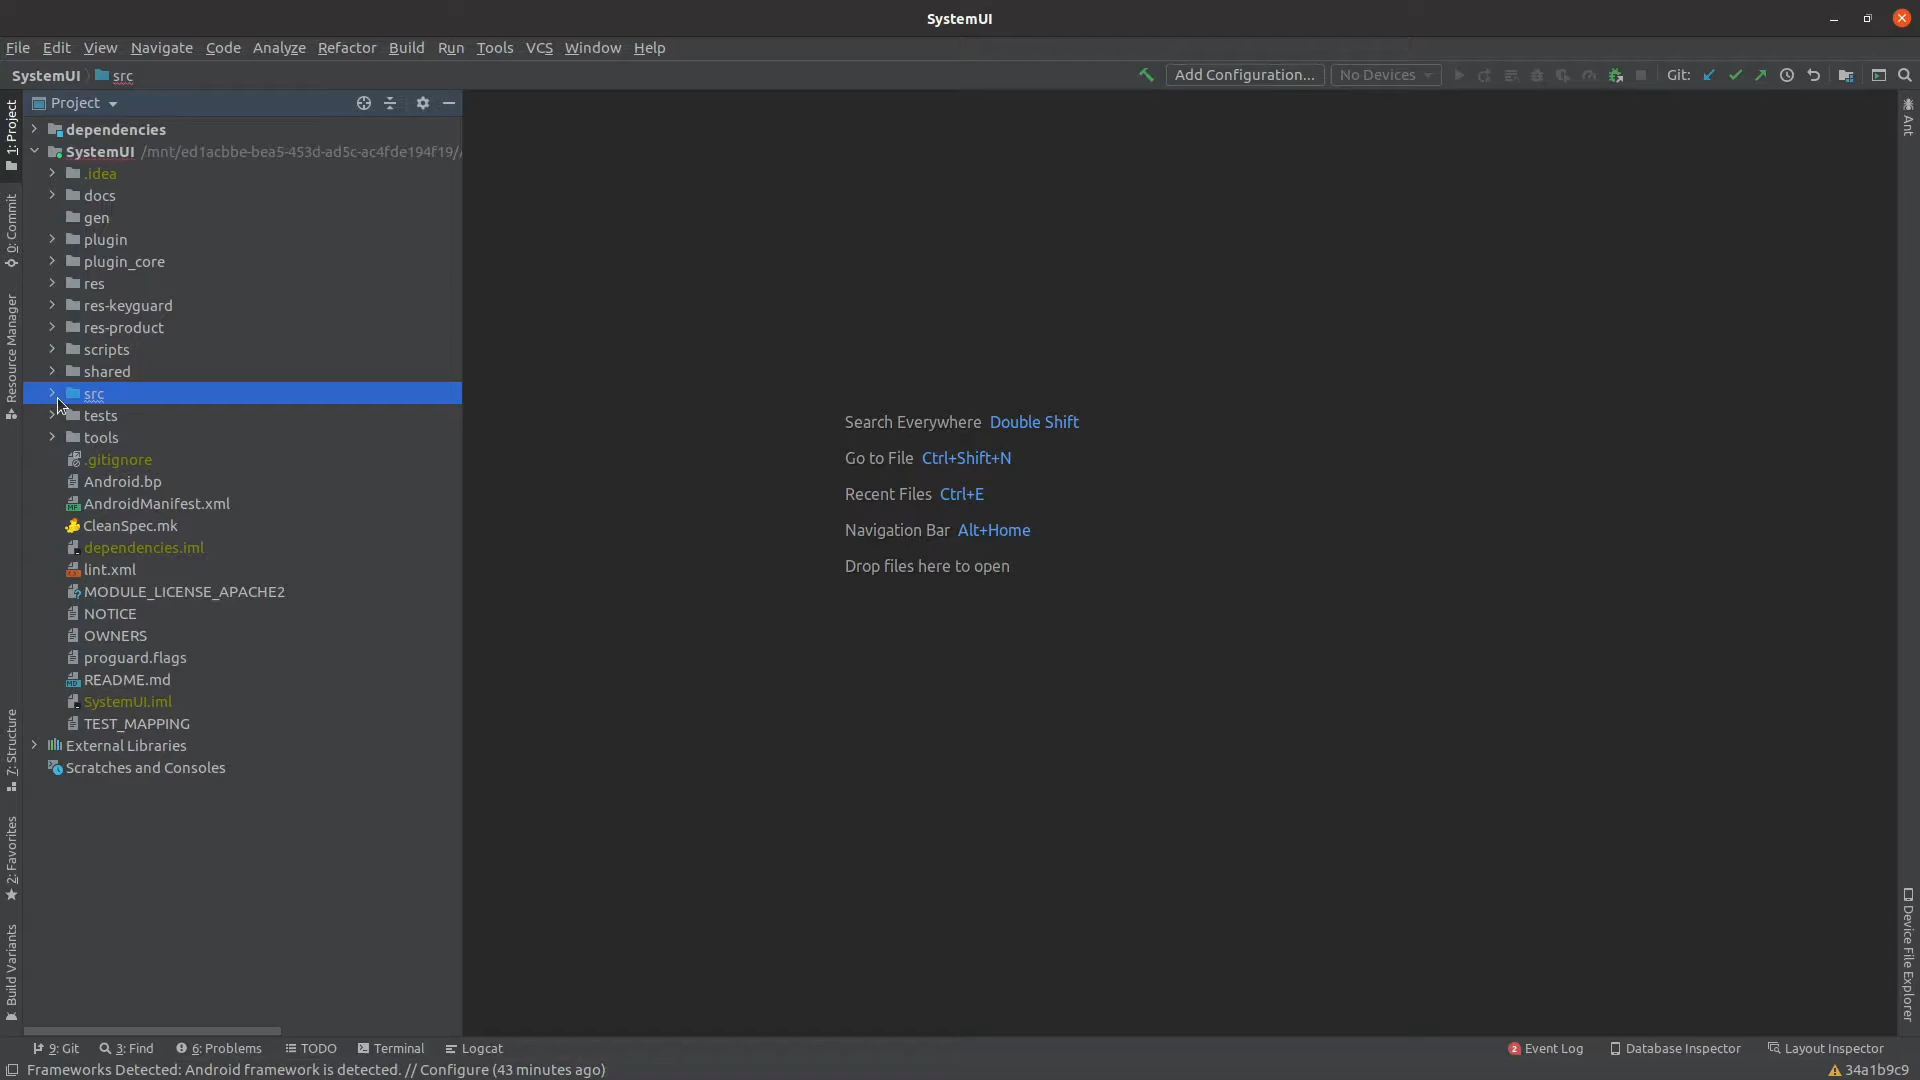 SystemUI
File Edit View Navigate Code Analyze Refactor Build Run Tools VCS Window Help
SystemUI src
Add Configuration... No Devices Git:
Project
dependencies
SystemUI /mnt/ed1acbbe-bea5-453d-ad5c-ac4fde194f19/
.idea
docs
gen
plugin
plugin_core
res
res-keyguard
res-product
scripts
shared
src
tests
tools
.gitignore
Android.bp
AndroidManifest.xml
CleanSpec.mk
dependencies.iml
lint.xml
MODULE_LICENSE_APACHE2
NOTICE
OWNERS
proguard.flags
README.md
SystemUI.iml
TEST_MAPPING
External Libraries
Scratches and Consoles
1: Project
0: Commit
Resource Manager
7: Structure
2: Favorites
Build Variants
Search Everywhere Double Shift
Go to File Ctrl+Shift+N
Recent Files Ctrl+E
Navigation Bar Alt+Home
Drop files here to open
Ant
Device File Explorer
9: Git 3: Find 6: Problems TODO Terminal Logcat
2 Event Log Database Inspector Layout Inspector
Frameworks Detected: Android framework is detected. // Configure (43 minutes ago)
34a1b9c9